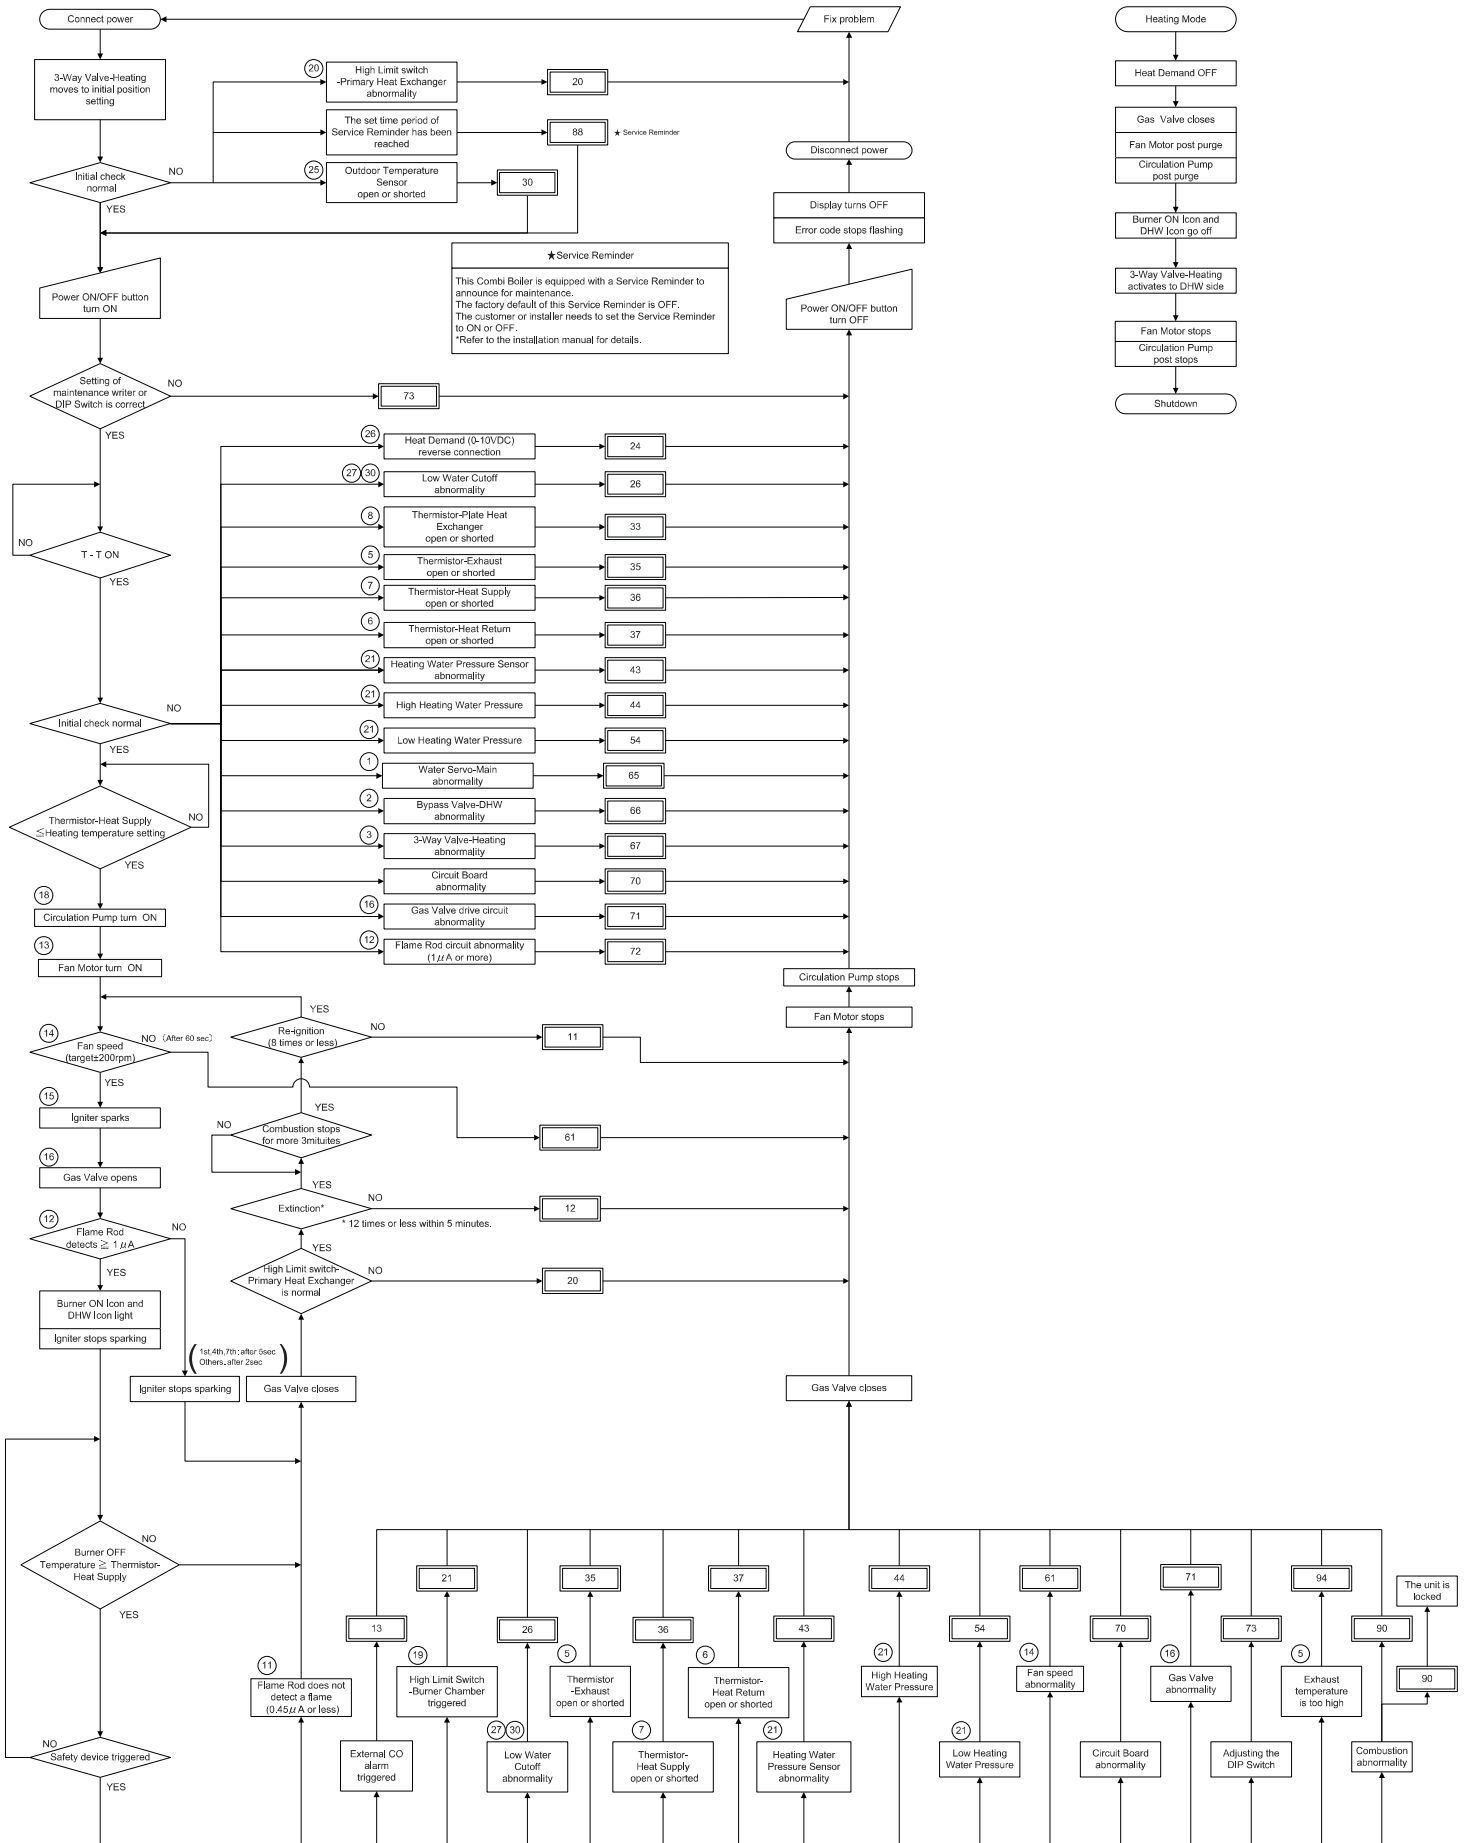 Connect power
Fix problem
Heating Mode
3-Way Valve-Heating
moves to initial position
setting
20
High Limit switch
-Primary Heat Exchanger
abnormality
20
The set time period of
Service Reminder has been
reached
88
★ Service Reminder
Initial check
normal
NO
YES
25
Outdoor Temperature
Sensor
open or shorted
30
Disconnect power
Display turns OFF
Error code stops flashing
Power ON/OFF button
turn OFF
Heat Demand OFF
Gas Valve closes
Fan Motor post purge
Circulation Pump
post purge
Burner ON Icon and
DHW Icon go off
3-Way Valve-Heating
activates to DHW side
Fan Motor stops
Circulation Pump
post stops
Shutdown
★Service Reminder
This Combi Boiler is equipped with a Service Reminder to
announce for maintenance.
The factory default of this Service Reminder is OFF.
The customer or installer needs to set the Service Reminder
to ON or OFF.
*Refer to the installation manual for details.
Power ON/OFF button
turn ON
Setting of
maintenance writer or
DIP Switch is correct
NO
YES
73
T - T ON
NO
YES
Initial check normal
NO
YES
26
Heat Demand (0-10VDC)
reverse connection
24
27 30
Low Water Cutoff
abnormality
26
8
Thermistor-Plate Heat
Exchanger
open or shorted
33
5
Thermistor-Exhaust
open or shorted
35
7
Thermistor-Heat Supply
open or shorted
36
6
Thermistor-Heat Return
open or shorted
37
21
Heating Water Pressure Sensor
abnormality
43
21
High Heating Water Pressure
44
21
Low Heating Water Pressure
54
1
Water Servo-Main
abnormality
65
2
Bypass Valve-DHW
abnormality
66
3
3-Way Valve-Heating
abnormality
67
Circuit Board
abnormality
70
16
Gas Valve drive circuit
abnormality
71
12
Flame Rod circuit abnormality
(1μA or more)
72
Thermistor-Heat Supply
≦Heating temperature setting
NO
YES
18
Circulation Pump turn ON
13
Fan Motor turn ON
14
Fan speed
(target±200rpm)
NO (After 60 sec)
YES
15
Igniter sparks
16
Gas Valve opens
12
Flame Rod
detects ≧ 1μA
NO
YES
Burner ON Icon and
DHW Icon light
Igniter stops sparking
1st,4th,7th:after 5sec
Others:after 2sec
Igniter stops sparking
Gas Valve closes
YES
Re-ignition
(8 times or less)
NO
11
YES
Combustion stops
for more 3mituites
NO
61
YES
Extinction*
NO
12
* 12 times or less within 5 minutes.
YES
High Limit switch-
Primary Heat Exchanger
is normal
NO
20
Circulation Pump stops
Fan Motor stops
Gas Valve closes
Burner OFF
Temperature ≧ Thermistor-
Heat Supply
NO
YES
Safety device triggered
NO
YES
11
Flame Rod does not
detect a flame
(0.45μA or less)
13
External CO
alarm
triggered
21
19
High Limit Switch
-Burner Chamber
triggered
26
27 30
Low Water
Cutoff
abnormality
35
5
Thermistor
-Exhaust
open or shorted
36
7
Thermistor-
Heat Supply
open or shorted
37
6
Thermistor-
Heat Return
open or shorted
43
21
Heating Water
Pressure Sensor
abnormality
44
21
High Heating
Water Pressure
54
21
Low Heating
Water Pressure
61
14
Fan speed
abnormality
70
Circuit Board
abnormality
71
16
Gas Valve
abnormality
73
Adjusting the
DIP Switch
94
5
Exhaust
temperature
is too high
90
Combustion
abnormality
The unit is
locked
90